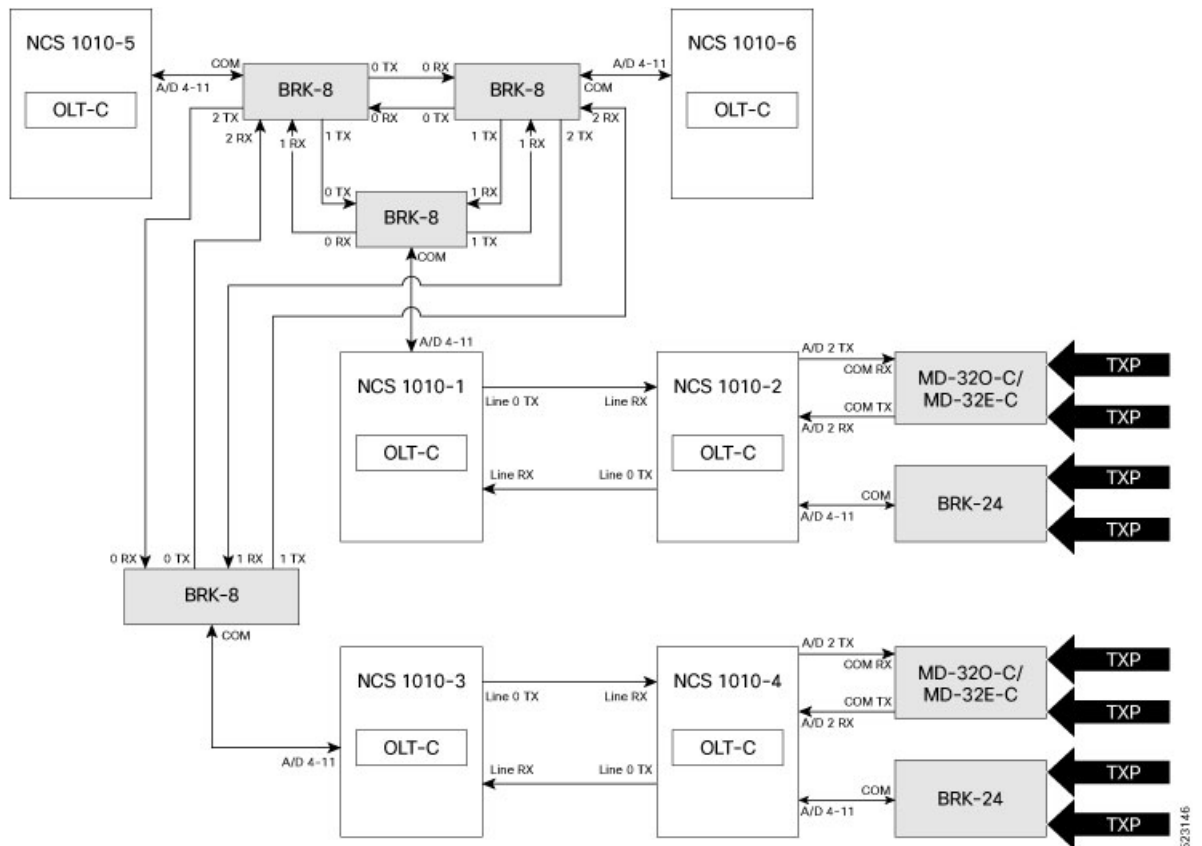 NCS 1010-5
OLT-C
A/D 4-11
COM
BRK-8
0 TX
0 RX
BRK-8
COM
A/D 4-11
NCS 1010-6
OLT-C
2 TX
2 RX
1 RX
1 TX
0 RX
0 TX
1 TX
1 RX
2 TX
2 RX
0 TX
1 RX
BRK-8
0 RX
1 TX
COM
A/D 4-11
NCS 1010-1
OLT-C
Line 0 TX
Line RX
Line RX
Line 0 TX
NCS 1010-2
OLT-C
A/D 2 TX
COM RX
COM TX
A/D 2 RX
MD-32O-C/
MD-32E-C
TXP
TXP
COM
A/D 4-11
BRK-24
TXP
TXP
0 RX
0 TX
1 RX
1 TX
BRK-8
COM
A/D 4-11
NCS 1010-3
OLT-C
Line 0 TX
Line RX
Line RX
Line 0 TX
NCS 1010-4
OLT-C
A/D 2 TX
COM RX
COM TX
A/D 2 RX
MD-32O-C/
MD-32E-C
TXP
TXP
COM
A/D 4-11
BRK-24
TXP
TXP
523146